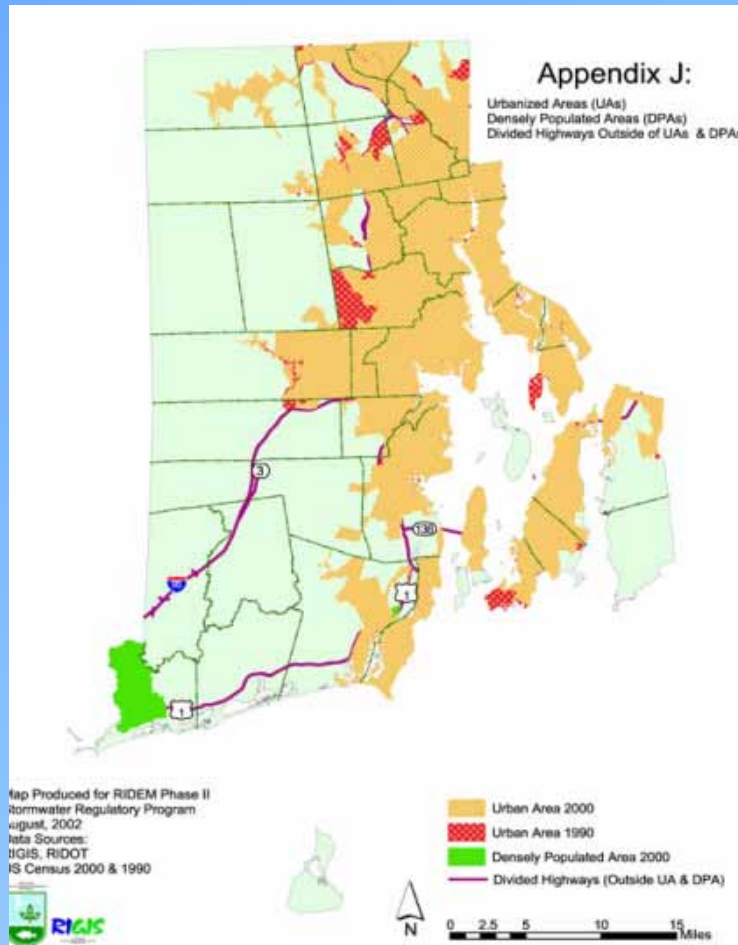 Appendix J:
Urbanized Areas (UAs)
Densely Populated Areas (DPAs)
Divided Highways Outside of UAs & DPAs
3
138
1
1
Map Produced for RIDEM Phase II
Stormwater Regulatory Program
August, 2002
Data Sources:
RIGIS, RIDOT
US Census 2000 & 1990
RIGIS
Urban Area 2000
Urban Area 1990
Densely Populated Area 2000
Divided Highways (Outside UA & DPA)
N
0 2.5 5 10 15
Miles